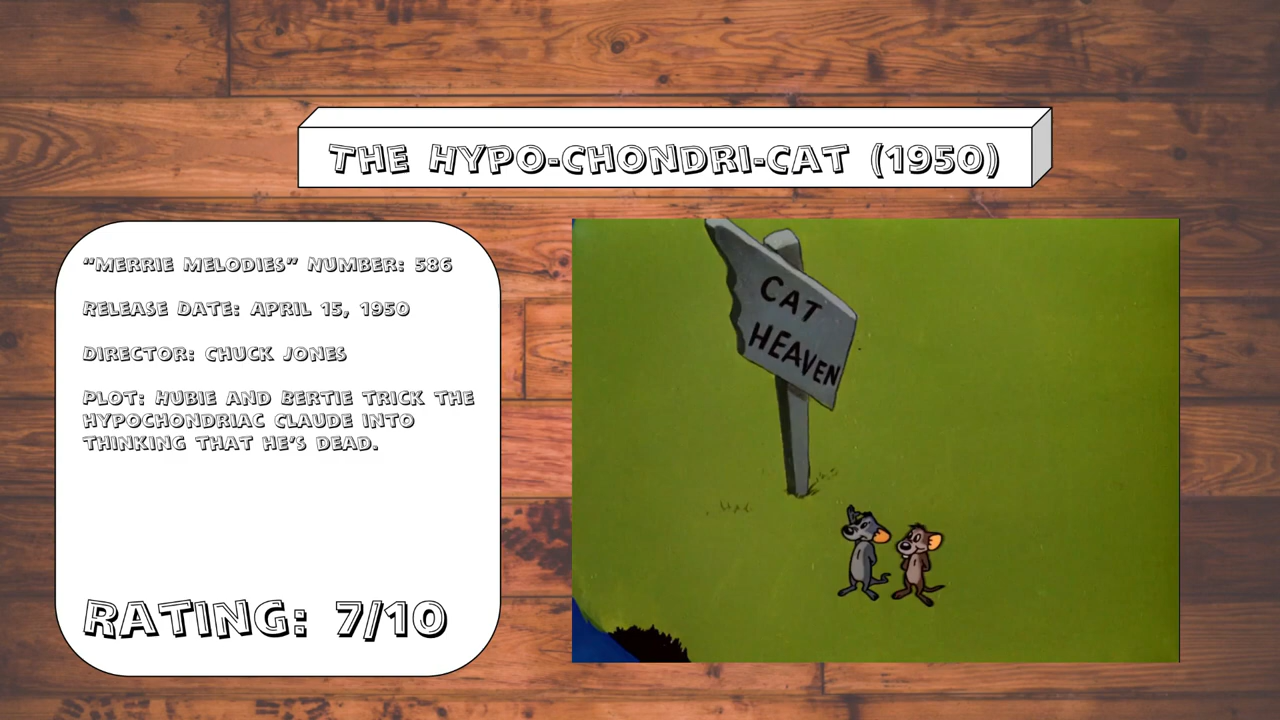 THE HYPO-CHONDRI-CAT (1950)
"MERRIE MELODIES" NUMBER: 586
RELEASE DATE: APRIL 15, 1950
DIRECTOR: CHUCK JONES
PLOT: HUBIE AND BERTIE TRICK THE
HYPOCHONDRIAC CLAUDE INTO
THINKING THAT HE'S DEAD.
RATING: 7/10
CAT
HEAVEN